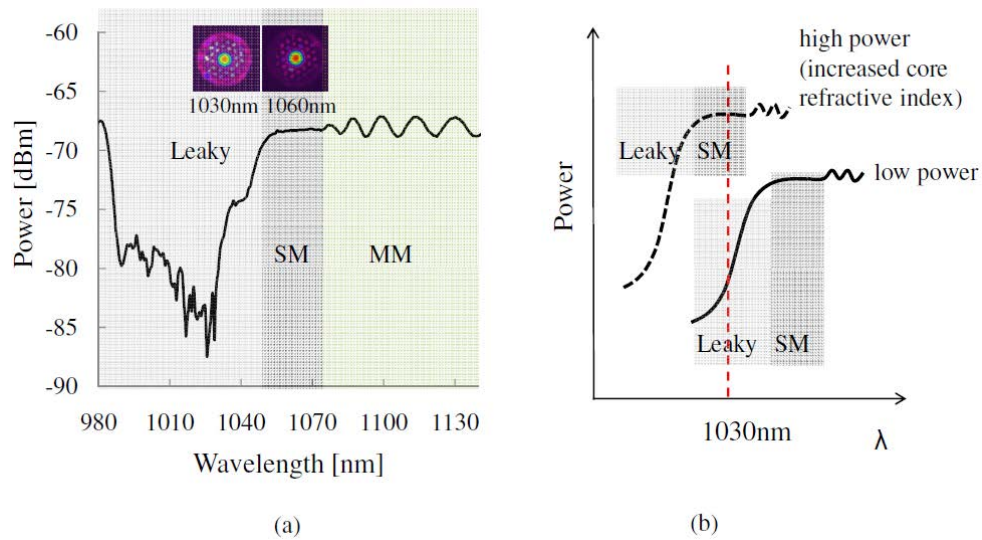 -60
-65
-70
-75
-80
-85
-90
Power [dBm]
1030nm 1060nm
Leaky
SM
MM
980 1010 1040 1070 1100 1130
Wavelength [nm]
(a)
Power
high power
(increased core
refractive index)
Leaky SM
low power
Leaky SM
1030nm
λ
(b)